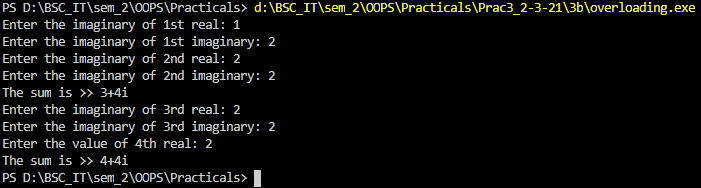 PS D:\BSC_IT\sem_2\OOPS\Practicals> d:\BSC_IT\sem_2\OOPS\Practicals\Prac3_2-3-21\3b\overloading.exe
Enter the imaginary of 1st real: 1
Enter the imaginary of 1st imaginary: 2
Enter the imaginary of 2nd real: 2
Enter the imaginary of 2nd imaginary: 2
The sum is >> 3+4i
Enter the imaginary of 3rd real: 2
Enter the imaginary of 3rd imaginary: 2
Enter the value of 4th real: 2
The sum is >> 4+4i
PS D:\BSC_IT\sem_2\OOPS\Practicals>